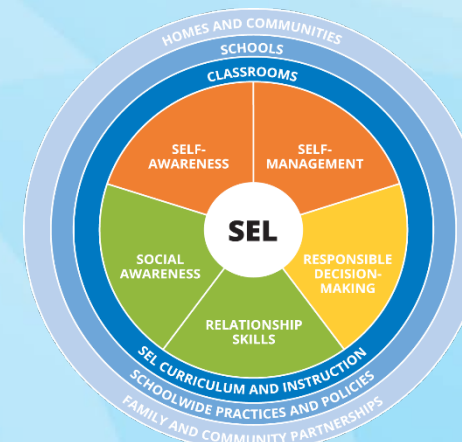 HOMES AND COMMUNITIES
SCHOOLS
CLASSROOMS
SELF-
AWARENESS
SELF-
MANAGEMENT
SEL
SOCIAL
AWARENESS
RESPONSIBLE
DECISION-
MAKING
RELATIONSHIP
SKILLS
SEL CURRICULUM AND INSTRUCTION
SCHOOLWIDE PRACTICES AND POLICIES
FAMILY AND COMMUNITY PARTNERSHIPS